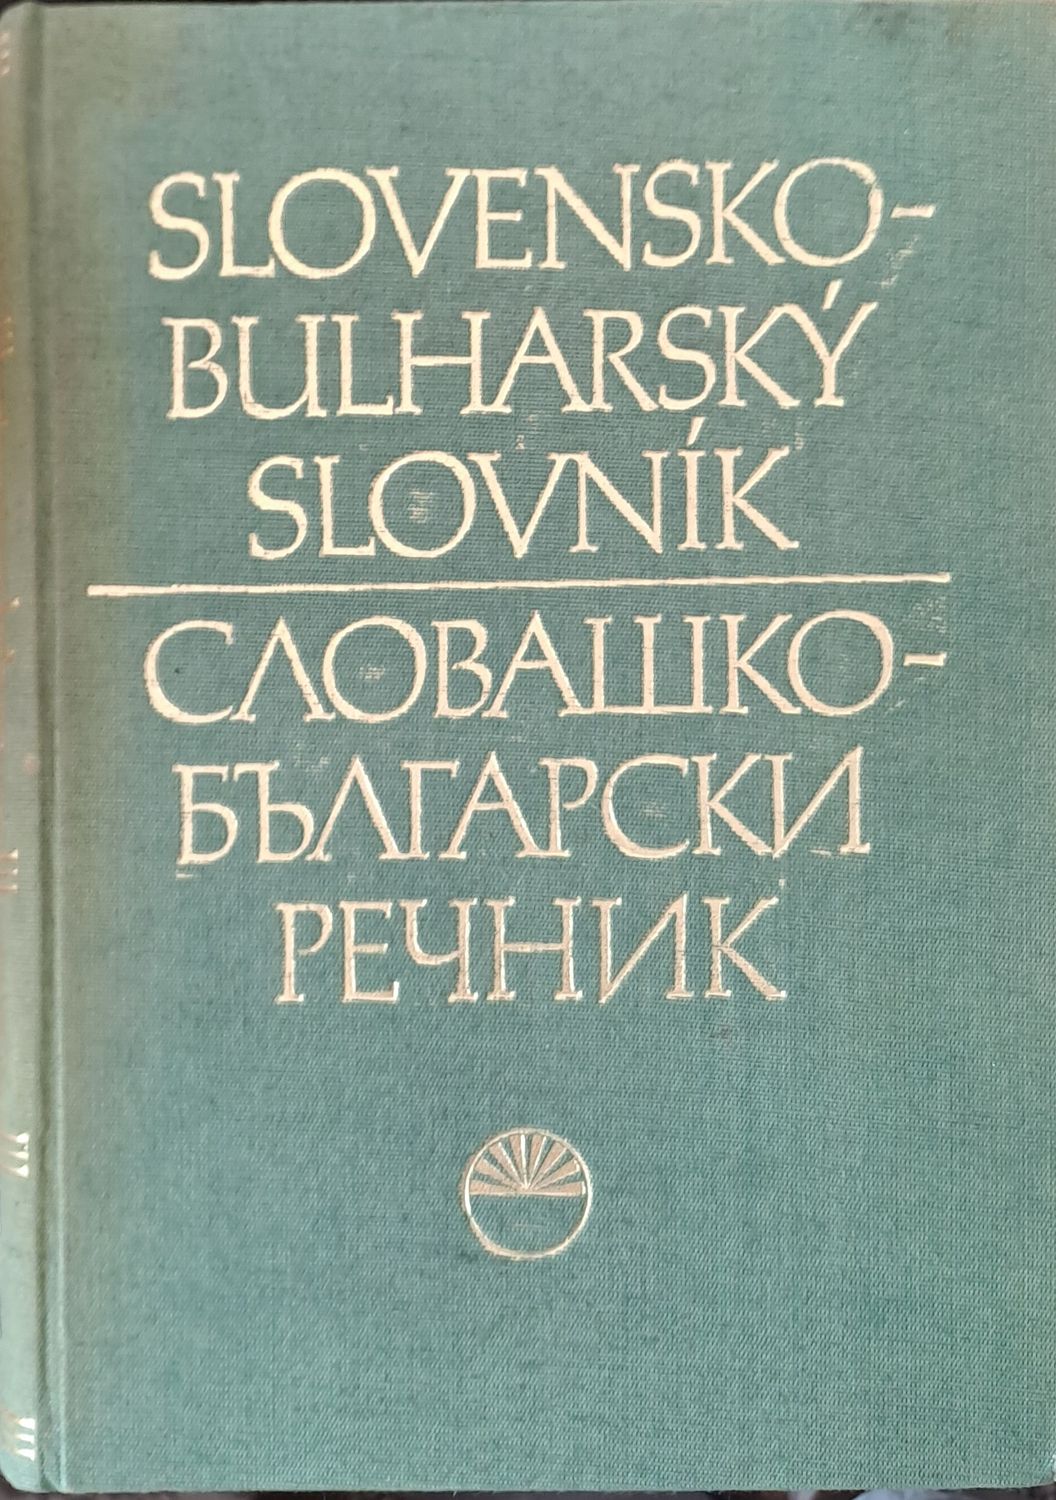 SLOVENSKO-
BULHARSKÝ
SLOVNÍK
СЛОВАШКО-
БЪЛГАРСКИ
РЕЧНИК